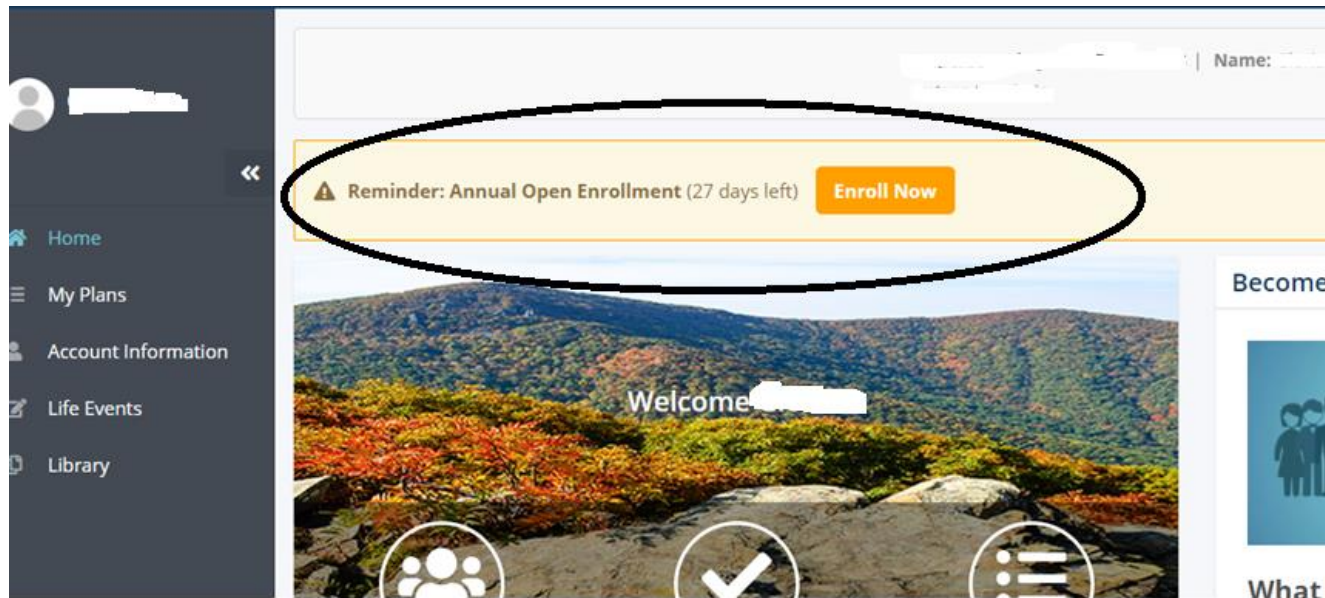 | Name:
Reminder: Annual Open Enrollment (27 days left) Enroll Now
Home
My Plans
Account Information
Life Events
Library
Welcome
Become
What